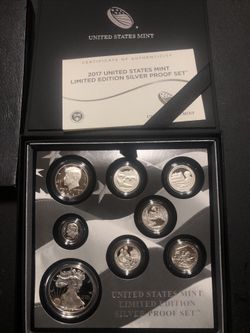 UNITED STATES MINT
CERTIFICATE OF AUTHENTICITY
2017 UNITED STATES MINT
LIMITED EDITION SILVER PROOF SET
UNITED STATES MINT
LIMITED EDITION
SILVER PROOF SET